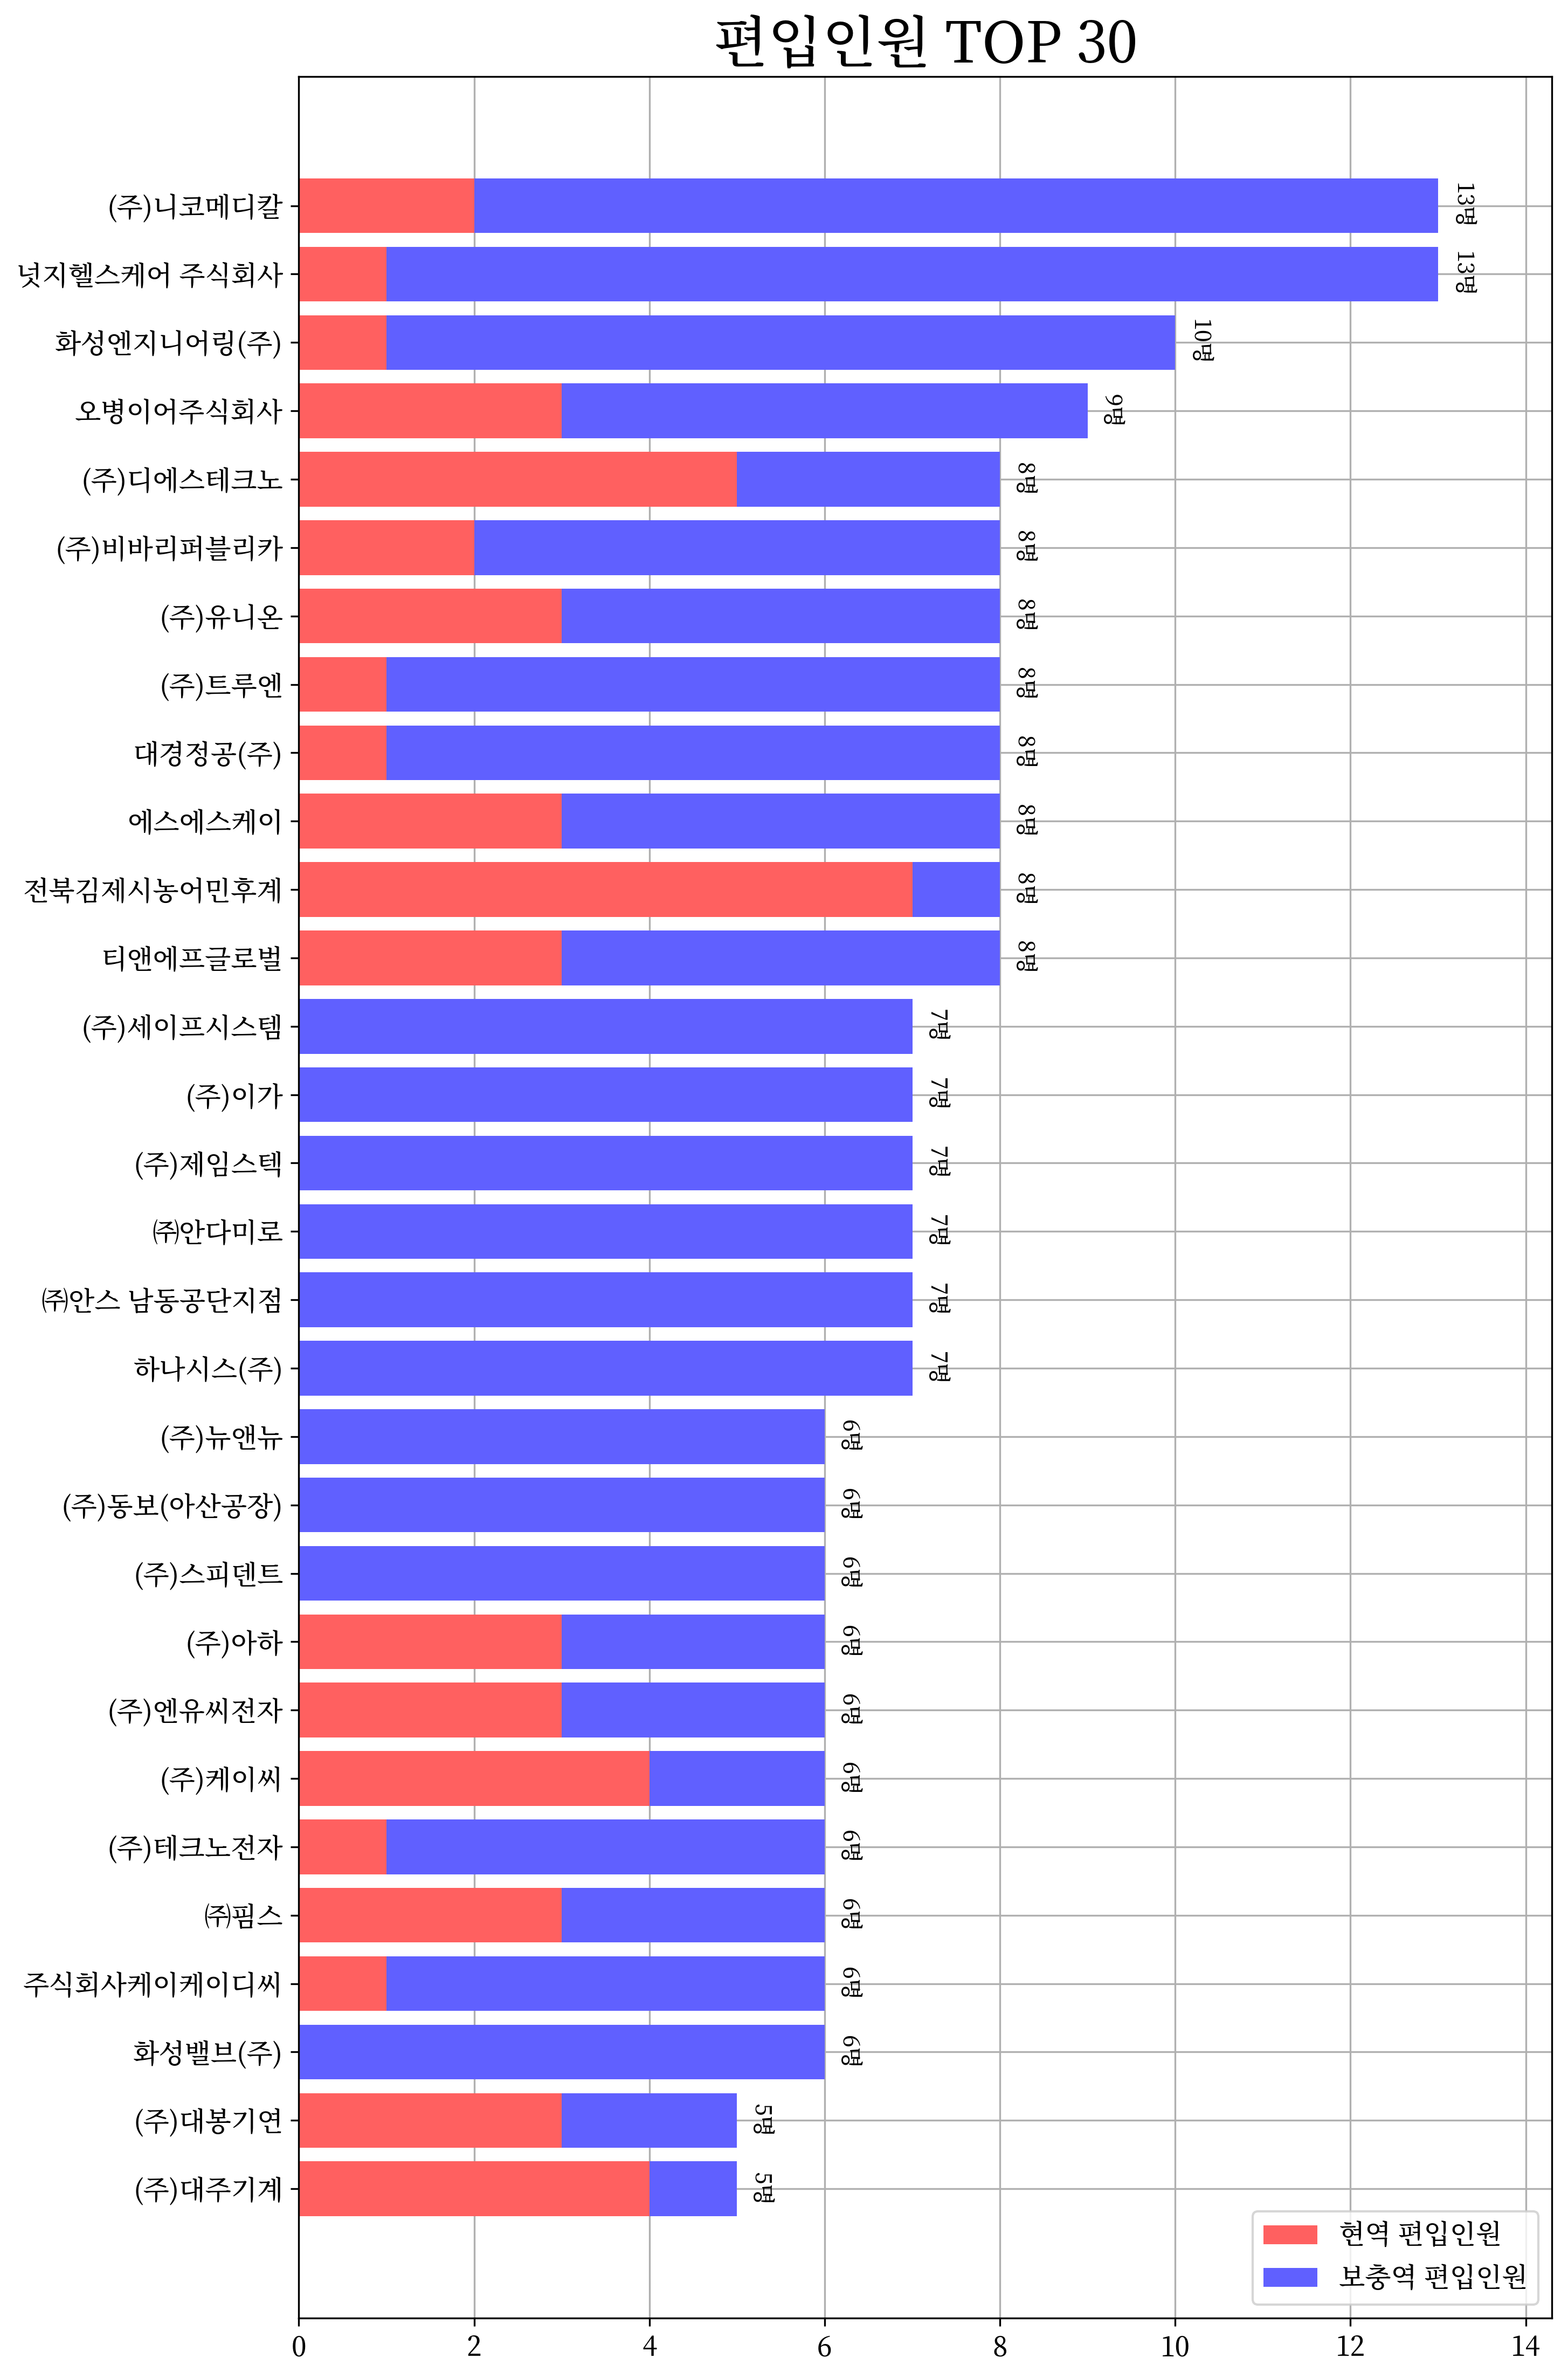 편입인원 TOP 30
(주)니코메디칼 13명
넛지헬스케어 주식회사 13명
화성엔지니어링(주) 10명
오병이어주식회사 9명
(주)디에스테크노 8명
(주)비바리퍼블리카 8명
(주)유니온 8명
(주)트루엔 8명
대경정공(주) 8명
에스에스케이 8명
전북김제시농어민후계 8명
티앤에프글로벌 8명
(주)세이프시스템 7명
(주)이가 7명
(주)제임스텍 7명
㈜안다미로 7명
㈜안스 남동공단지점 7명
하나시스(주) 7명
(주)뉴앤뉴 6명
(주)동보(아산공장) 6명
(주)스피덴트 6명
(주)아하 6명
(주)엔유씨전자 6명
(주)케이씨 6명
(주)테크노전자 6명
㈜핌스 6명
주식회사케이케이디씨 6명
화성밸브(주) 6명
(주)대봉기연 5명
(주)대주기계 5명
현역 편입인원
보충역 편입인원
0 2 4 6 8 10 12 14